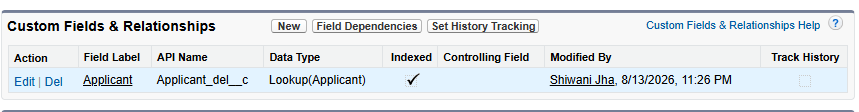 Custom Fields & Relationships New Field Dependencies Set History Tracking Custom Fields & Relationships Help ?
Action Field Label API Name Data Type Indexed Controlling Field Modified By Track History
Edit | Del Applicant Applicant_del__c Lookup(Applicant) Shiwani Jha, 8/13/2026, 11:26 PM